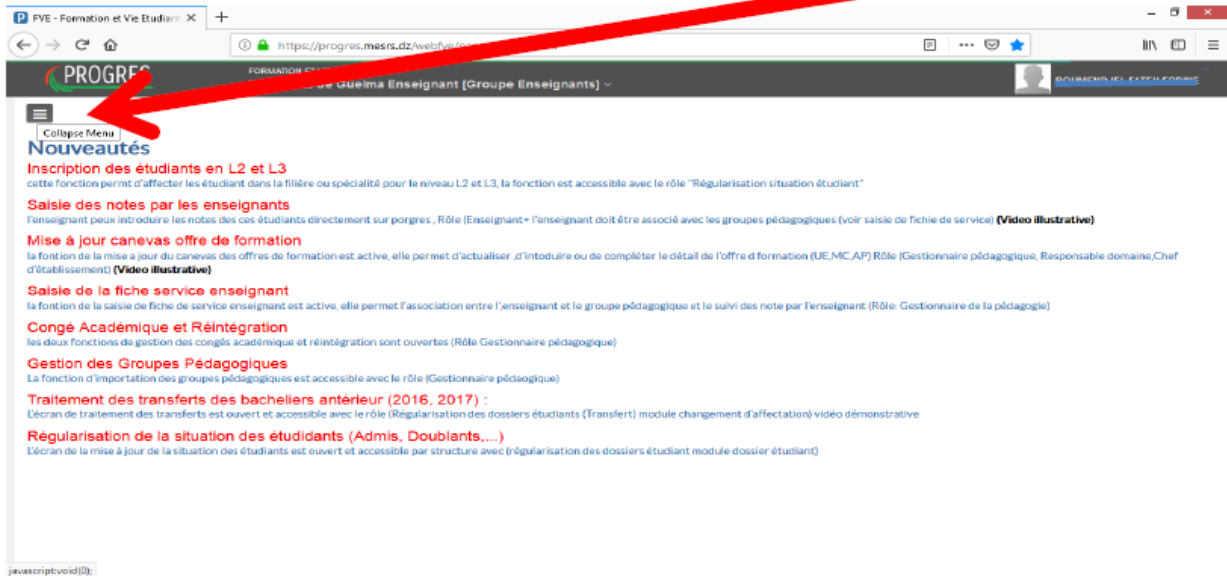 FVE - Formation et Vie Etudiant
https://progres.mesrs.dz/webfve/
PROGRES
FORMATION ET
de Guelma Enseignant [Groupe Enseignants]
Collapse Menu
Nouveautés
Inscription des étudiants en L2 et L3
cette fonction permt d'affecter les étudiant dans la filière ou spécialité pour le niveau L2 et L3, la fonction est accessible avec le rôle "Régularisation situation étudiant"
Saisie des notes par les enseignants
l'enseignant peux introduire les notes des ces étudiants directement sur porgres , Rôle (Enseignant+ l'enseignant doit être associé avec les groupes pédagogiques (voir saisie de fichie de service) (Video illustrative)
Mise à jour canevas offre de formation
la fontion de la mise a jour du canevas des offres de formation est active, elle permet d'actualiser ,d'intoduire ou de compléter le détail de l'offre d formation (UE,MC,AP) Rôle (Gestionnaire pédagogique, Responsable domaine,Chef
d'établissement) (Video illustrative)
Saisie de la fiche service enseignant
la fontion de la saisie de fiche de service enseignant est active, elle permet l'association entre l',enseignant et le groupe pédagogique et le suivi des note par l'enseignant (Rôle: Gestionnaire de la pédagogie)
Congé Académique et Réintégration
les deux fonctions de gestion des congés académique et réintégration sont ouvertes (Rôle Gestionnaire pédagogique)
Gestion des Groupes Pédagogiques
La fonction d'importation des groupes pédagogiques est accessible avec le rôle (Gestionnaire pédaogique)
Traitement des transferts des bacheliers antérieur (2016, 2017) :
L'écran de traitement des transferts est ouvert et accessible avec le rôle (Régularisation des dossiers étudiants (Transfert) module changement d'affectation) vidéo démonstrative
Régularisation de la situation des étudidants (Admis, Doublants,...)
L'écran de la mise à jour de la situation des étudiants est ouvert et accessible par structure avec (régularisation des dossiers étudiant module dossier étudiant)
javascript:void(0);